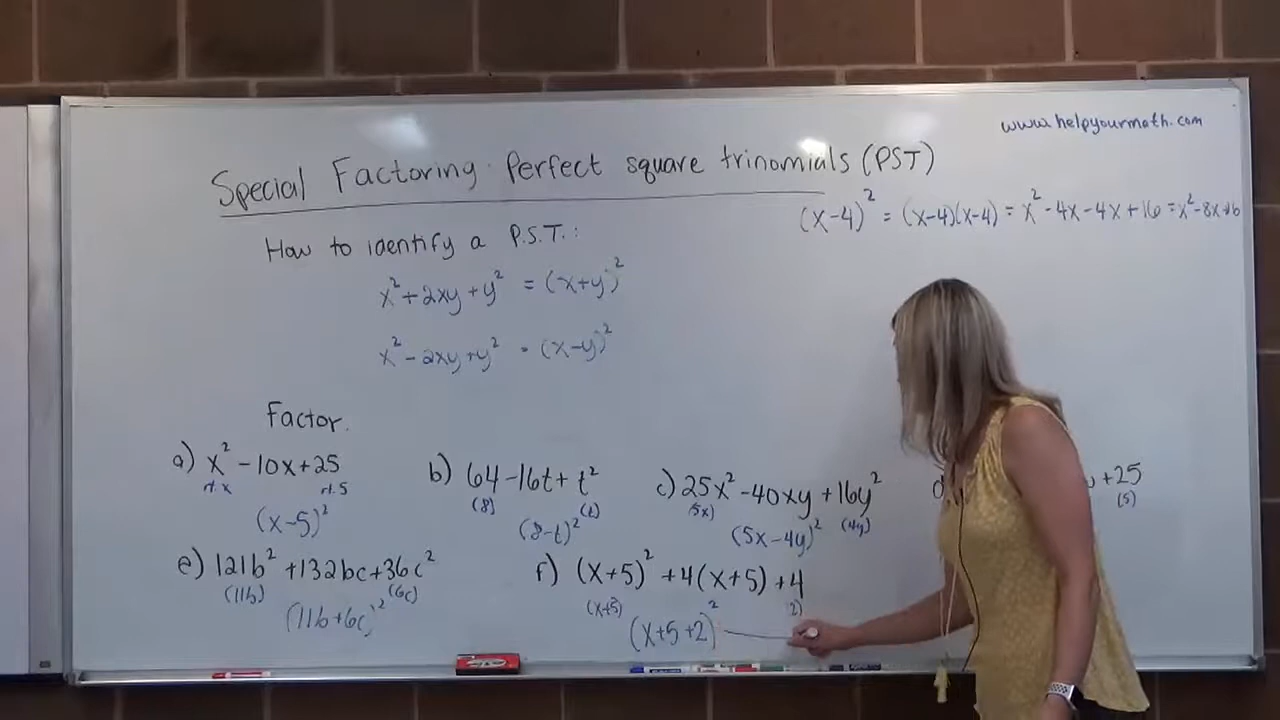 www.helpyourmath.com
Special Factoring: Perfect square trinomials (PST)
(x-4)² = (x-4)(x-4) = x² - 4x - 4x + 16 = x² - 8x + 16
How to identify a P.S.T.:
x² + 2xy + y² = (x+y)²
x² - 2xy + y² = (x-y)²
Factor.
a) x² - 10x + 25
rt. x rt. 5
(x-5)²
b) 64 - 16t + t²
(8) (t)
(8-t)²
c) 25x² - 40xy + 16y²
(5x) (4y)
(5x-4y)²
d +25
(5)
e) 121b² + 132bc + 36c²
(11b) (6c)
(11b+6c)²
f) (x+5)² + 4(x+5) + 4
(x+5) 2)
(x+5+2)²